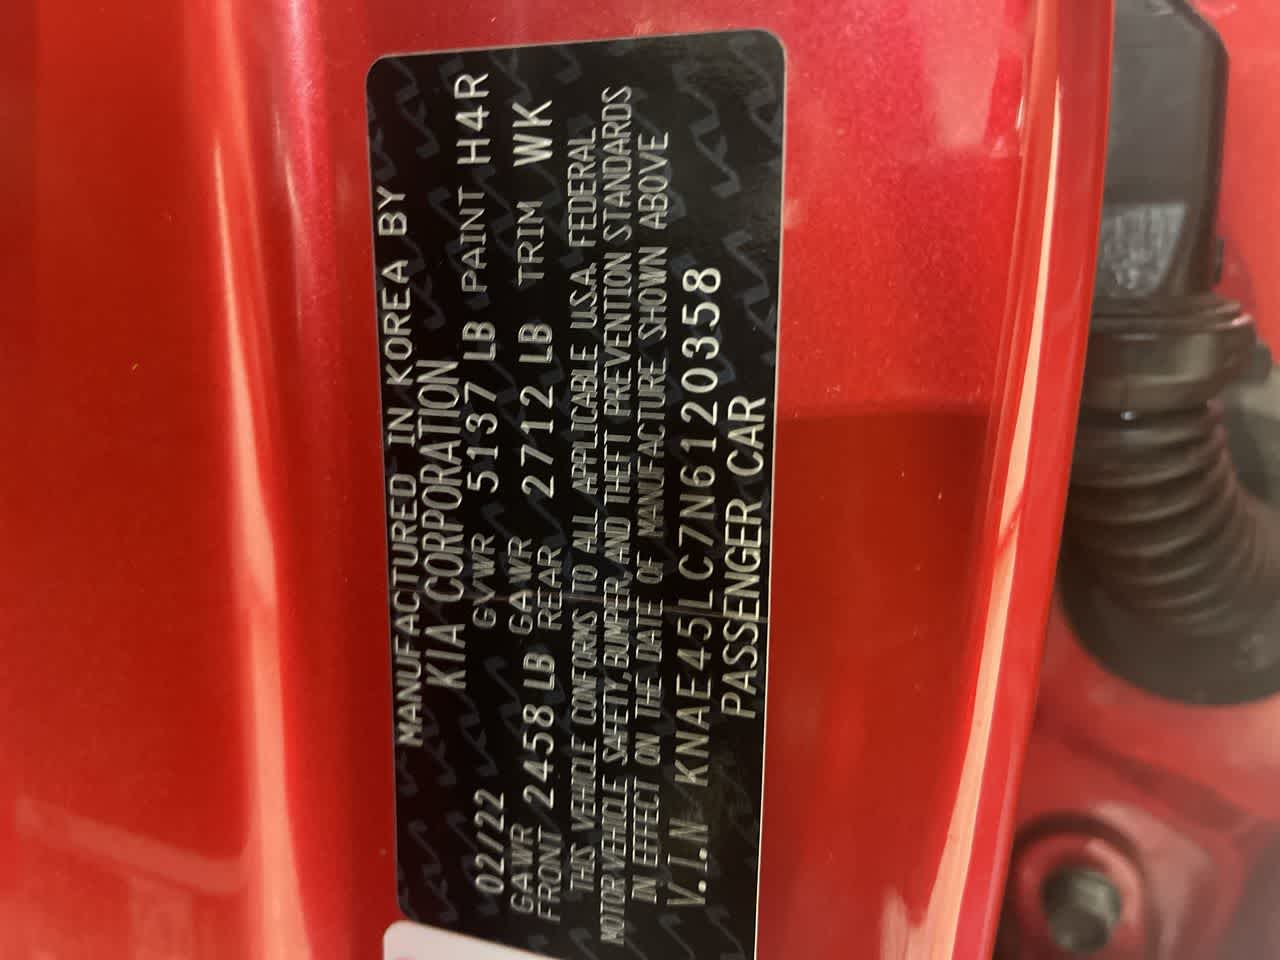 MANUFACTURED IN KOREA BY
KIA CORPORATION
02/22 GVWR 5137 LB PAINT H4R
GAWR FRONT 2458 LB GAWR REAR 2712 LB TRIM WK
THIS VEHICLE CONFORMS TO ALL APPLICABLE U.S.A. FEDERAL
MOTOR VEHICLE SAFETY, BUMPER, AND THEFT PREVENTION STANDARDS
IN EFFECT ON THE DATE OF MANUFACTURE SHOWN ABOVE
V.I.N KNAE45LC7N6120358
PASSENGER CAR